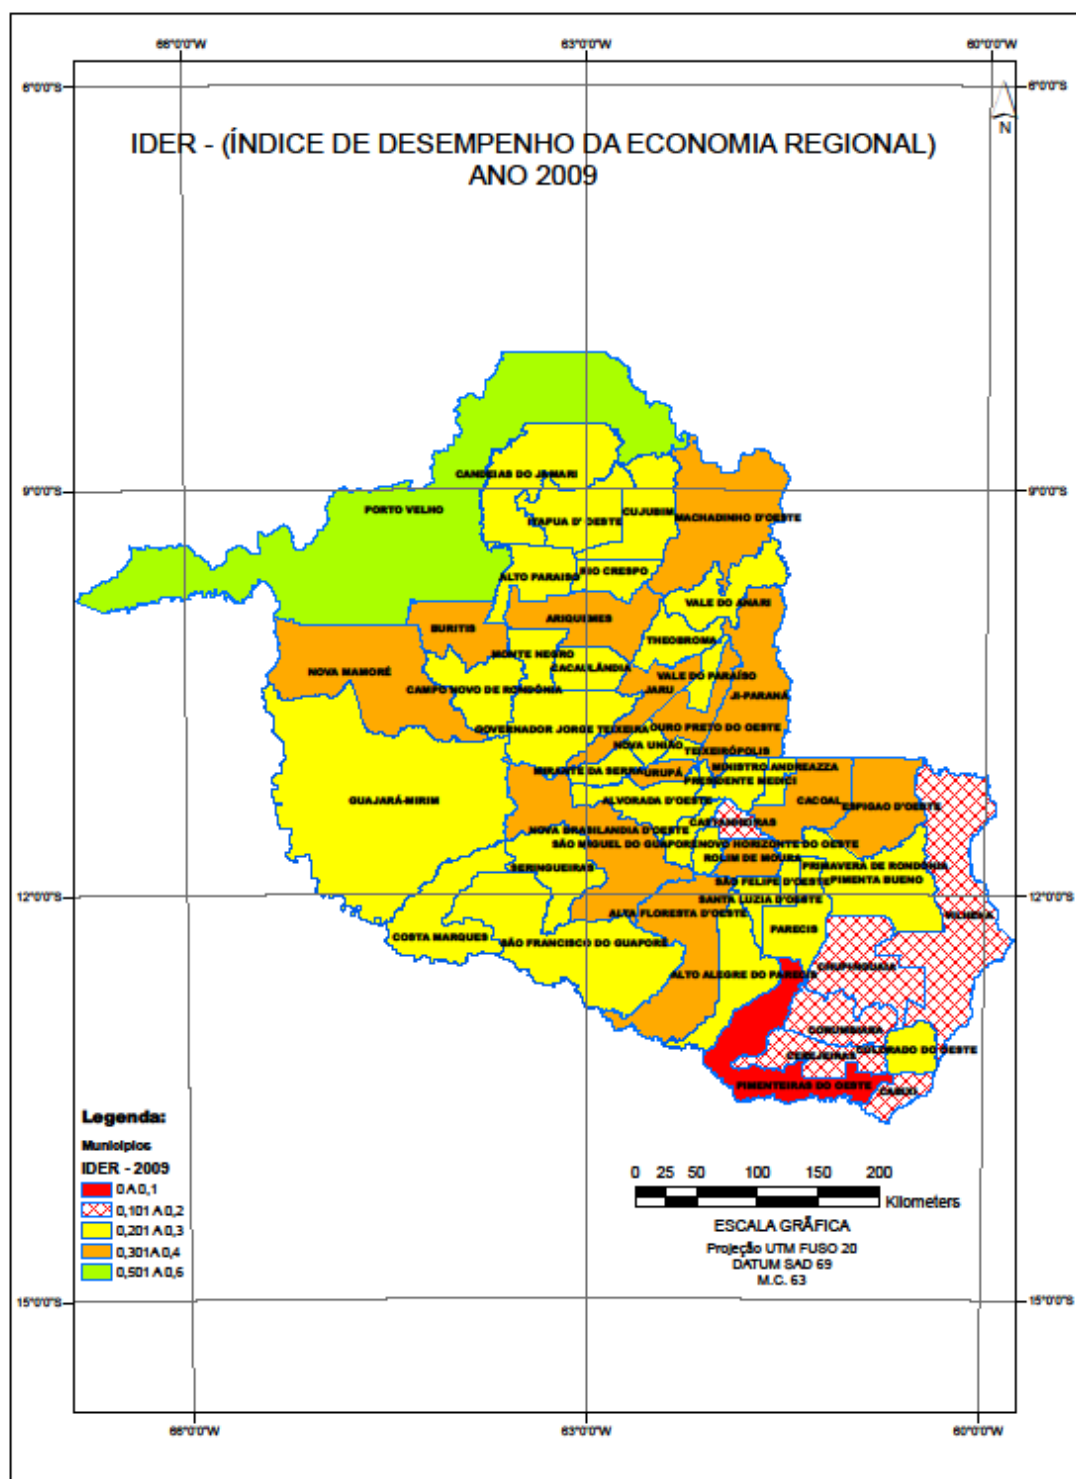 66°0'0"W
63°0'0"W
60°0'0"W
6°0'0"S
6°0'0"S
N
IDER - (ÍNDICE DE DESEMPENHO DA ECONOMIA REGIONAL)
ANO 2009
CANDEIAS DO JAMARI
9°0'0"S
9°0'0"S
PORTO VELHO
ITAPUA D' OESTE
CUJUBIM
MACHADINHO D'OESTE
ALTO PARAISO
RIO CRESPO
VALE DO ANARI
ARIQUEMES
BURITIS
THEOBROMA
MONTE NEGRO
CACAULÂNDIA
NOVA MAMORÉ
VALE DO PARAÍSO
CAMPO NOVO DE RONDÔNIA
JARU
JI-PARANÁ
GOVERNADOR JORGE TEIXEIRA
OURO PRETO DO OESTE
NOVA UNIÃO
TEIXEIRÓPOLIS
MIRANTE DA SERRA
URUPÁ
MINISTRO ANDREAZZA
PRESIDENTE MEDICI
GUAJARÁ-MIRIM
ALVORADA D'OESTE
CACOAL
ESPIGAO D'OESTE
CASTANHEIRAS
NOVA BRASILANDIA D'OESTE
SÃO MIGUEL DO GUAPORÉ
NOVO HORIZONTE DO OESTE
ROLIM DE MOURA
SERINGUEIRAS
PRIMAVERA DE RONDÔNIA
SÃO FELIPE D'OESTE
PIMENTA BUENO
12°0'0"S
12°0'0"S
SANTA LUZIA D'OESTE
ALTA FLORESTA D'OESTE
VILHENA
PARECIS
COSTA MARQUES
SÃO FRANCISCO DO GUAPORÉ
CHUPINGUAIA
ALTO ALEGRE DO PARECIS
CORUMBIARA
CEREJEIRAS
COLORADO DO OESTE
PIMENTEIRAS DO OESTE
CABIXI
Legenda:
Municípios
IDER - 2009
0 A 0,1
0,101 A 0,2
0,201 A 0,3
0,301 A 0,4
0,501 A 0,6
0 25 50 100 150 200
Kilometers
ESCALA GRÃFICA
Projeção UTM FUSO 20
DATUM SAD 69
M.C. 63
15°0'0"S
15°0'0"S
66°0'0"W
63°0'0"W
60°0'0"W